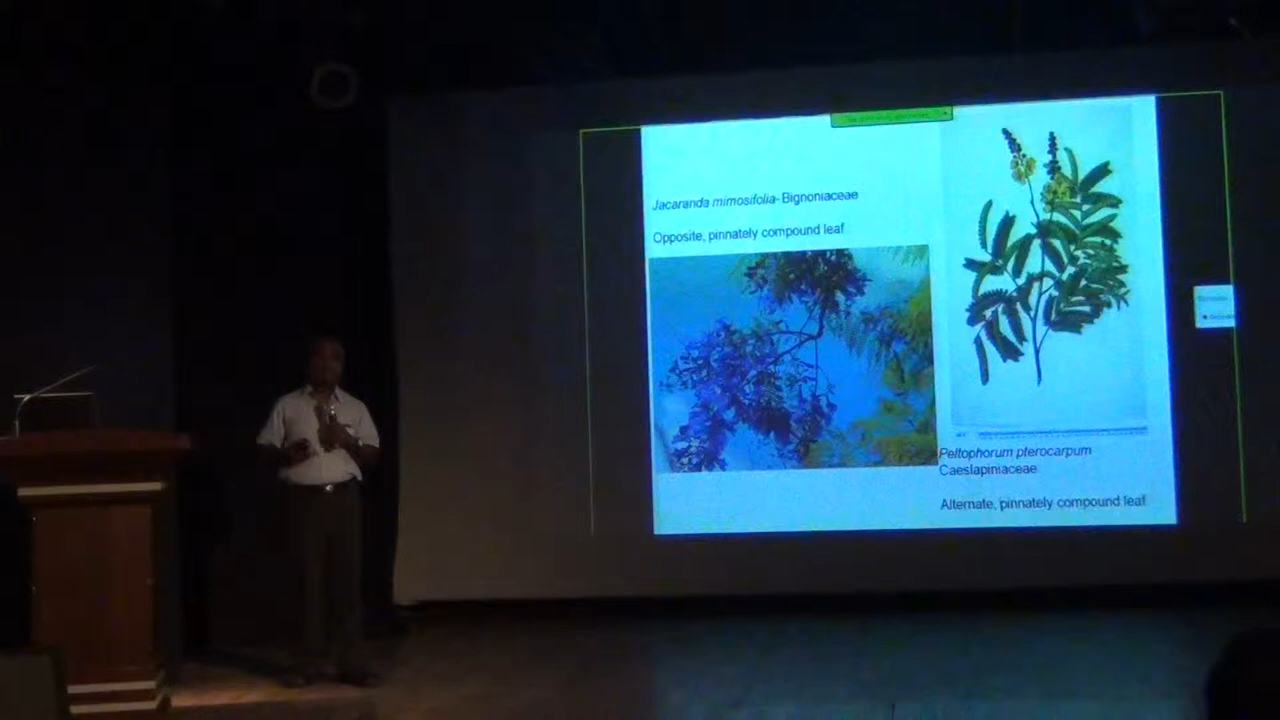 Jacaranda mimosifolia- Bignoniaceae
Opposite, pinnately compound leaf
Peltophorum pterocarpum
Caeslapiniaceae
Alternate, pinnately compound leaf